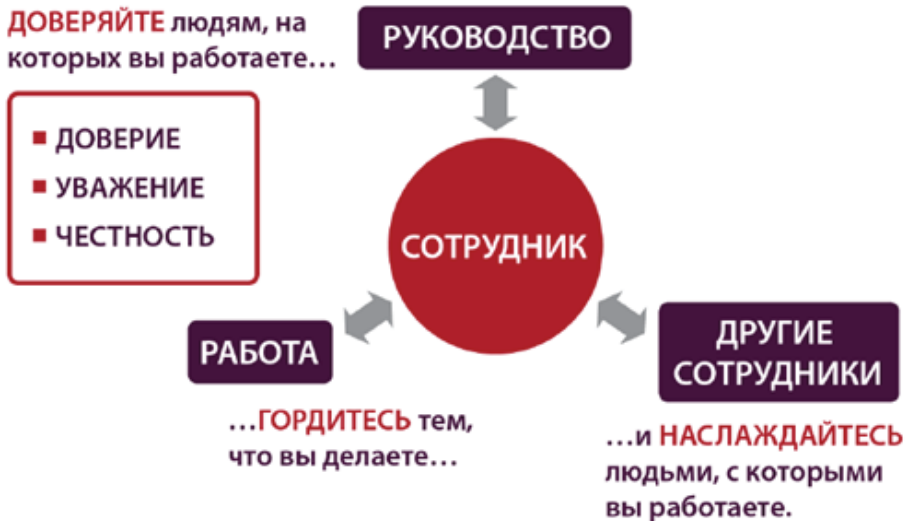 ДОВЕРЯЙТЕ людям, на
которых вы работаете…
РУКОВОДСТВО
■ ДОВЕРИЕ
■ УВАЖЕНИЕ
■ ЧЕСТНОСТЬ
СОТРУДНИК
РАБОТА
…ГОРДИТЕСЬ тем,
что вы делаете…
ДРУГИЕ
СОТРУДНИКИ
…и НАСЛАЖДАЙТЕСЬ
людьми, с которыми
вы работаете.